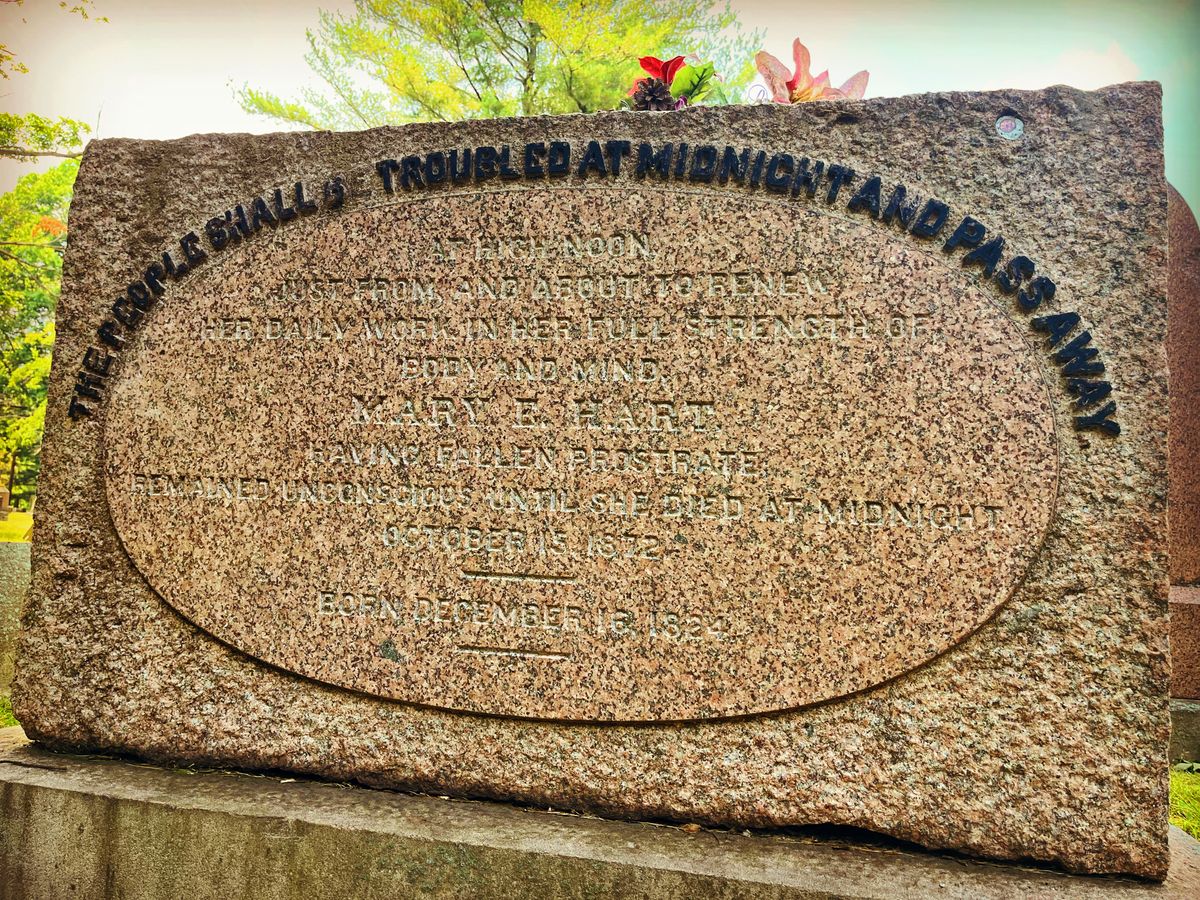 THE PEOPLE SHALL B TROUBLED AT MIDNIGHT AND PASS AWAY
AT HIGH NOON,
JUST FROM, AND ABOUT TO RENEW
HER DAILY WORK, IN HER FULL STRENGTH OF
BODY AND MIND,
MARY E. HART,
HAVING FALLEN PROSTRATE,
REMAINED UNCONSCIOUS, UNTIL SHE DIED AT MIDNIGHT,
OCTOBER 15, 1872
BORN DECEMBER 16, 1824.